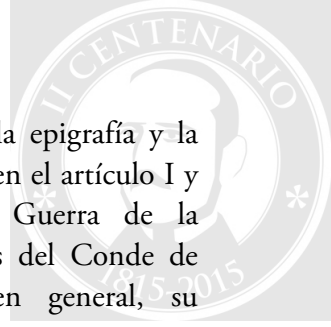 II CENTENARIO
la epigrafía y la
en el artículo I y
Guerra de la
s del Conde de
en general, su
1815-2015